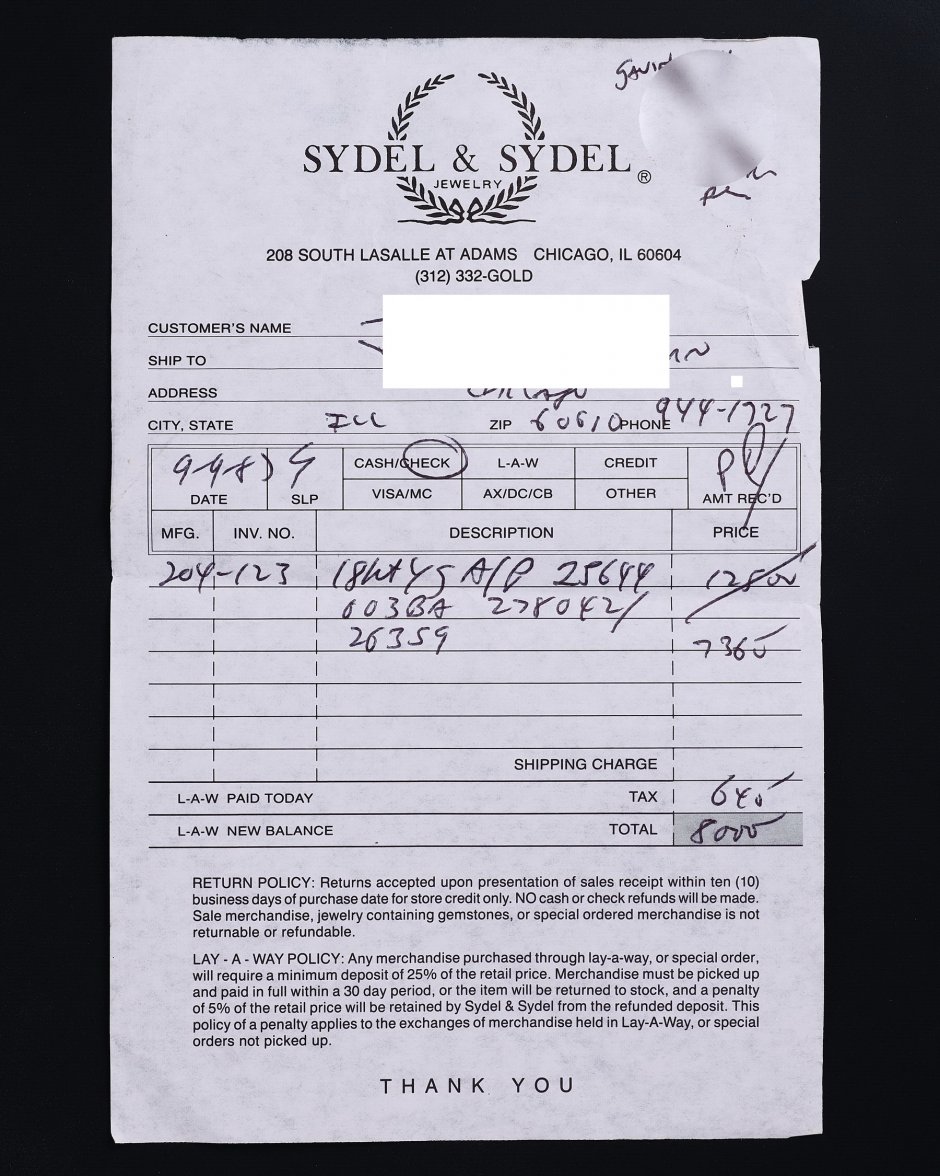 GAVIN
SYDEL & SYDEL ®
JEWELRY
208 SOUTH LASALLE AT ADAMS CHICAGO, IL 60604
(312) 332-GOLD
CUSTOMER'S NAME
SHIP TO
ADDRESS
CITY, STATE ILL ZIP 60610 PHONE 944-1727
CASH/CHECK L-A-W CREDIT Pd
DATE SLP VISA/MC AX/DC/CB OTHER AMT REC'D
MFG. INV. NO. DESCRIPTION PRICE
204-123 18kt yg A/P 25644 12800
003BA 278042/
26359 7365
SHIPPING CHARGE
L-A-W PAID TODAY TAX
L-A-W NEW BALANCE TOTAL 8000
RETURN POLICY: Returns accepted upon presentation of sales receipt within ten (10)
business days of purchase date for store credit only. NO cash or check refunds will be made.
Sale merchandise, jewelry containing gemstones, or special ordered merchandise is not
returnable or refundable.
LAY - A - WAY POLICY: Any merchandise purchased through lay-a-way, or special order,
will require a minimum deposit of 25% of the retail price. Merchandise must be picked up
and paid in full within a 30 day period, or the item will be returned to stock, and a penalty
of 5% of the retail price will be retained by Sydel & Sydel from the refunded deposit. This
policy of a penalty applies to the exchanges of merchandise held in Lay-A-Way, or special
orders not picked up.
THANK YOU